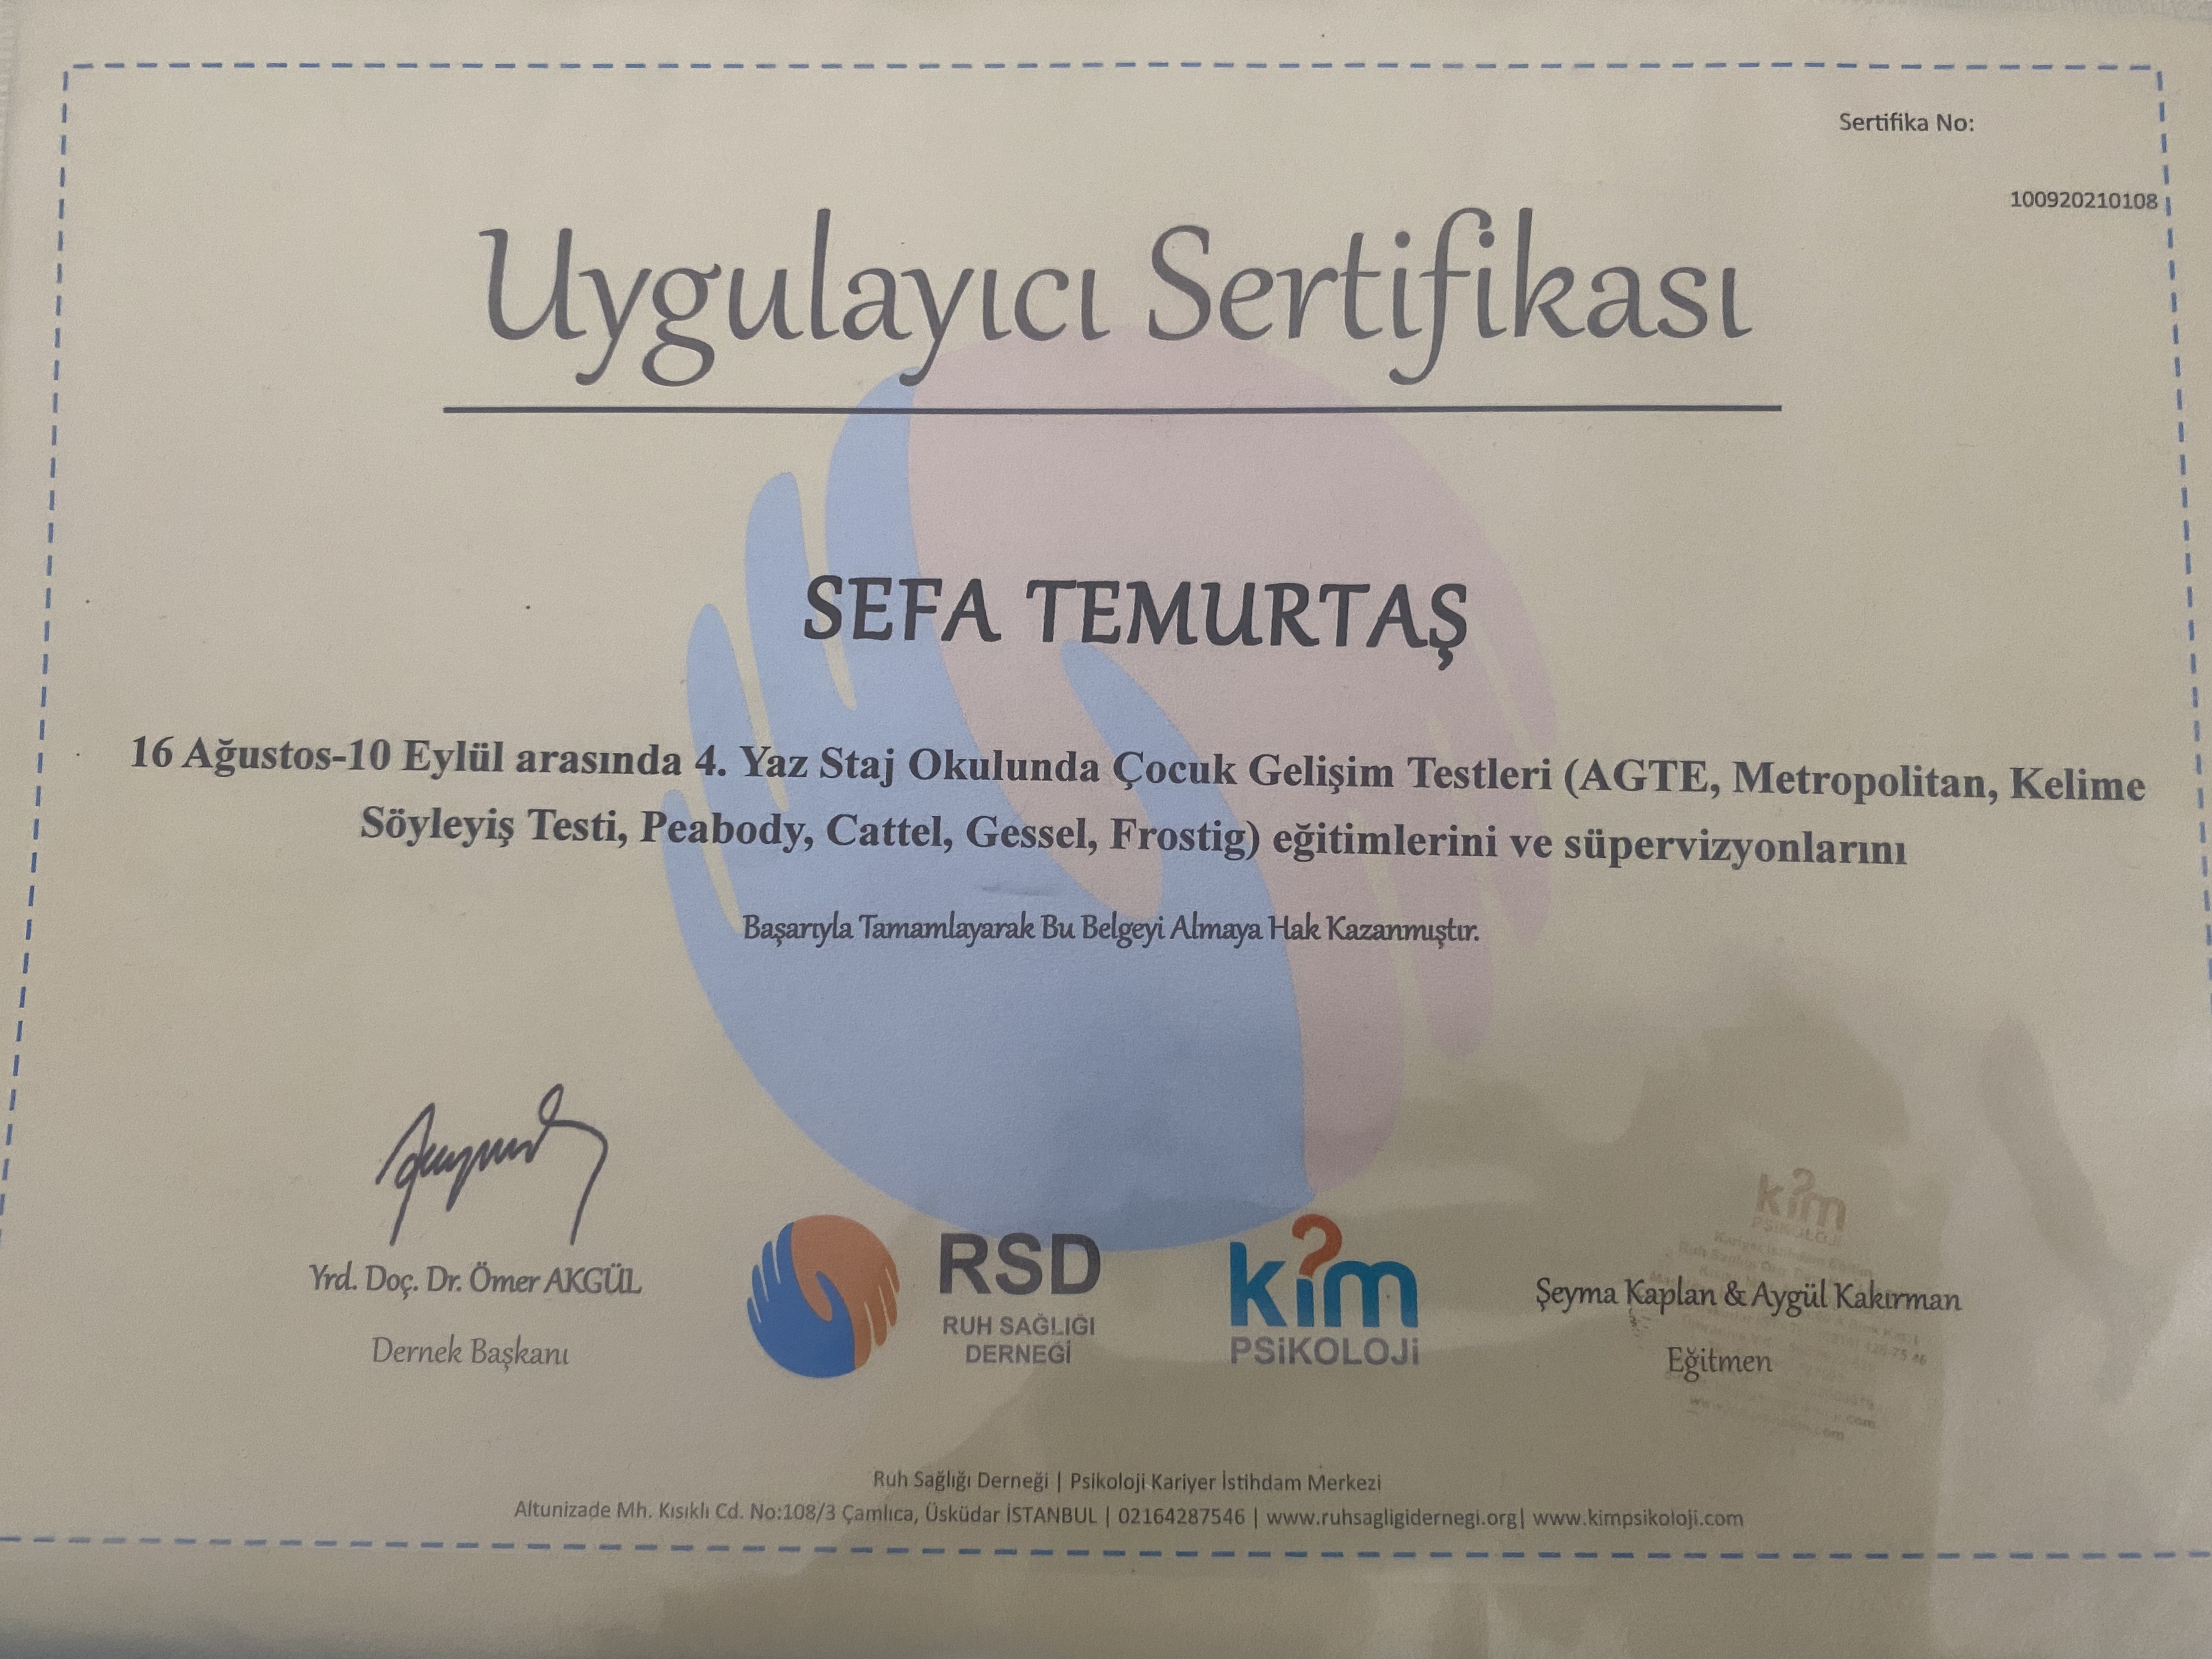 Sertifika No:
100920210108
Uygulayıcı Sertifikası
SEFA TEMURTAŞ
16 Ağustos-10 Eylül arasında 4. Yaz Staj Okulunda Çocuk Gelişim Testleri (AGTE, Metropolitan, Kelime
Söyleyiş Testi, Peabody, Cattel, Gessel, Frostig) eğitimlerini ve süpervizyonlarını
Başarıyla Tamamlayarak Bu Belgeyi Almaya Hak Kazanmıştır.
Yrd. Doç. Dr. Ömer AKGÜL
Dernek Başkanı
RSD
RUH SAĞLIĞI
DERNEĞİ
kim
PSiKOLOJi
kim
PSiKOLOJi
Şeyma Kaplan & Aygül Kakırman
Eğitmen
Ruh Sağlığı Derneği | Psikoloji Kariyer İstihdam Merkezi
Altunizade Mh. Kısıklı Cd. No:108/3 Çamlıca, Üsküdar İSTANBUL | 02164287546 | www.ruhsagligidernegi.org| www.kimpsikoloji.com